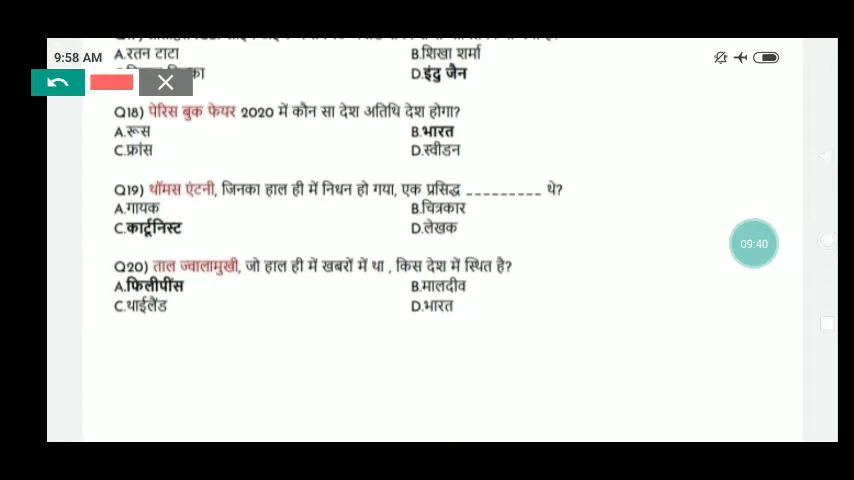 9:58 AM
A.रतन टाटा B.शिखा शर्मा
D.इंदु जैन
Q18) पेरिस बुक फेयर 2020 में कौन सा देश अतिथि देश होगा?
A.रूस B.भारत
C.फ्रांस D.स्वीडन
Q19) थॉमस एंटनी, जिनका हाल ही में निधन हो गया, एक प्रसिद्ध _________ थे?
A.गायक B.चित्रकार
C.कार्टूनिस्ट D.लेखक
09:40
Q20) ताल ज्वालामुखी, जो हाल ही में खबरों में था , किस देश में स्थित है?
A.फिलीपींस B.मालदीव
C.थाईलैंड D.भारत